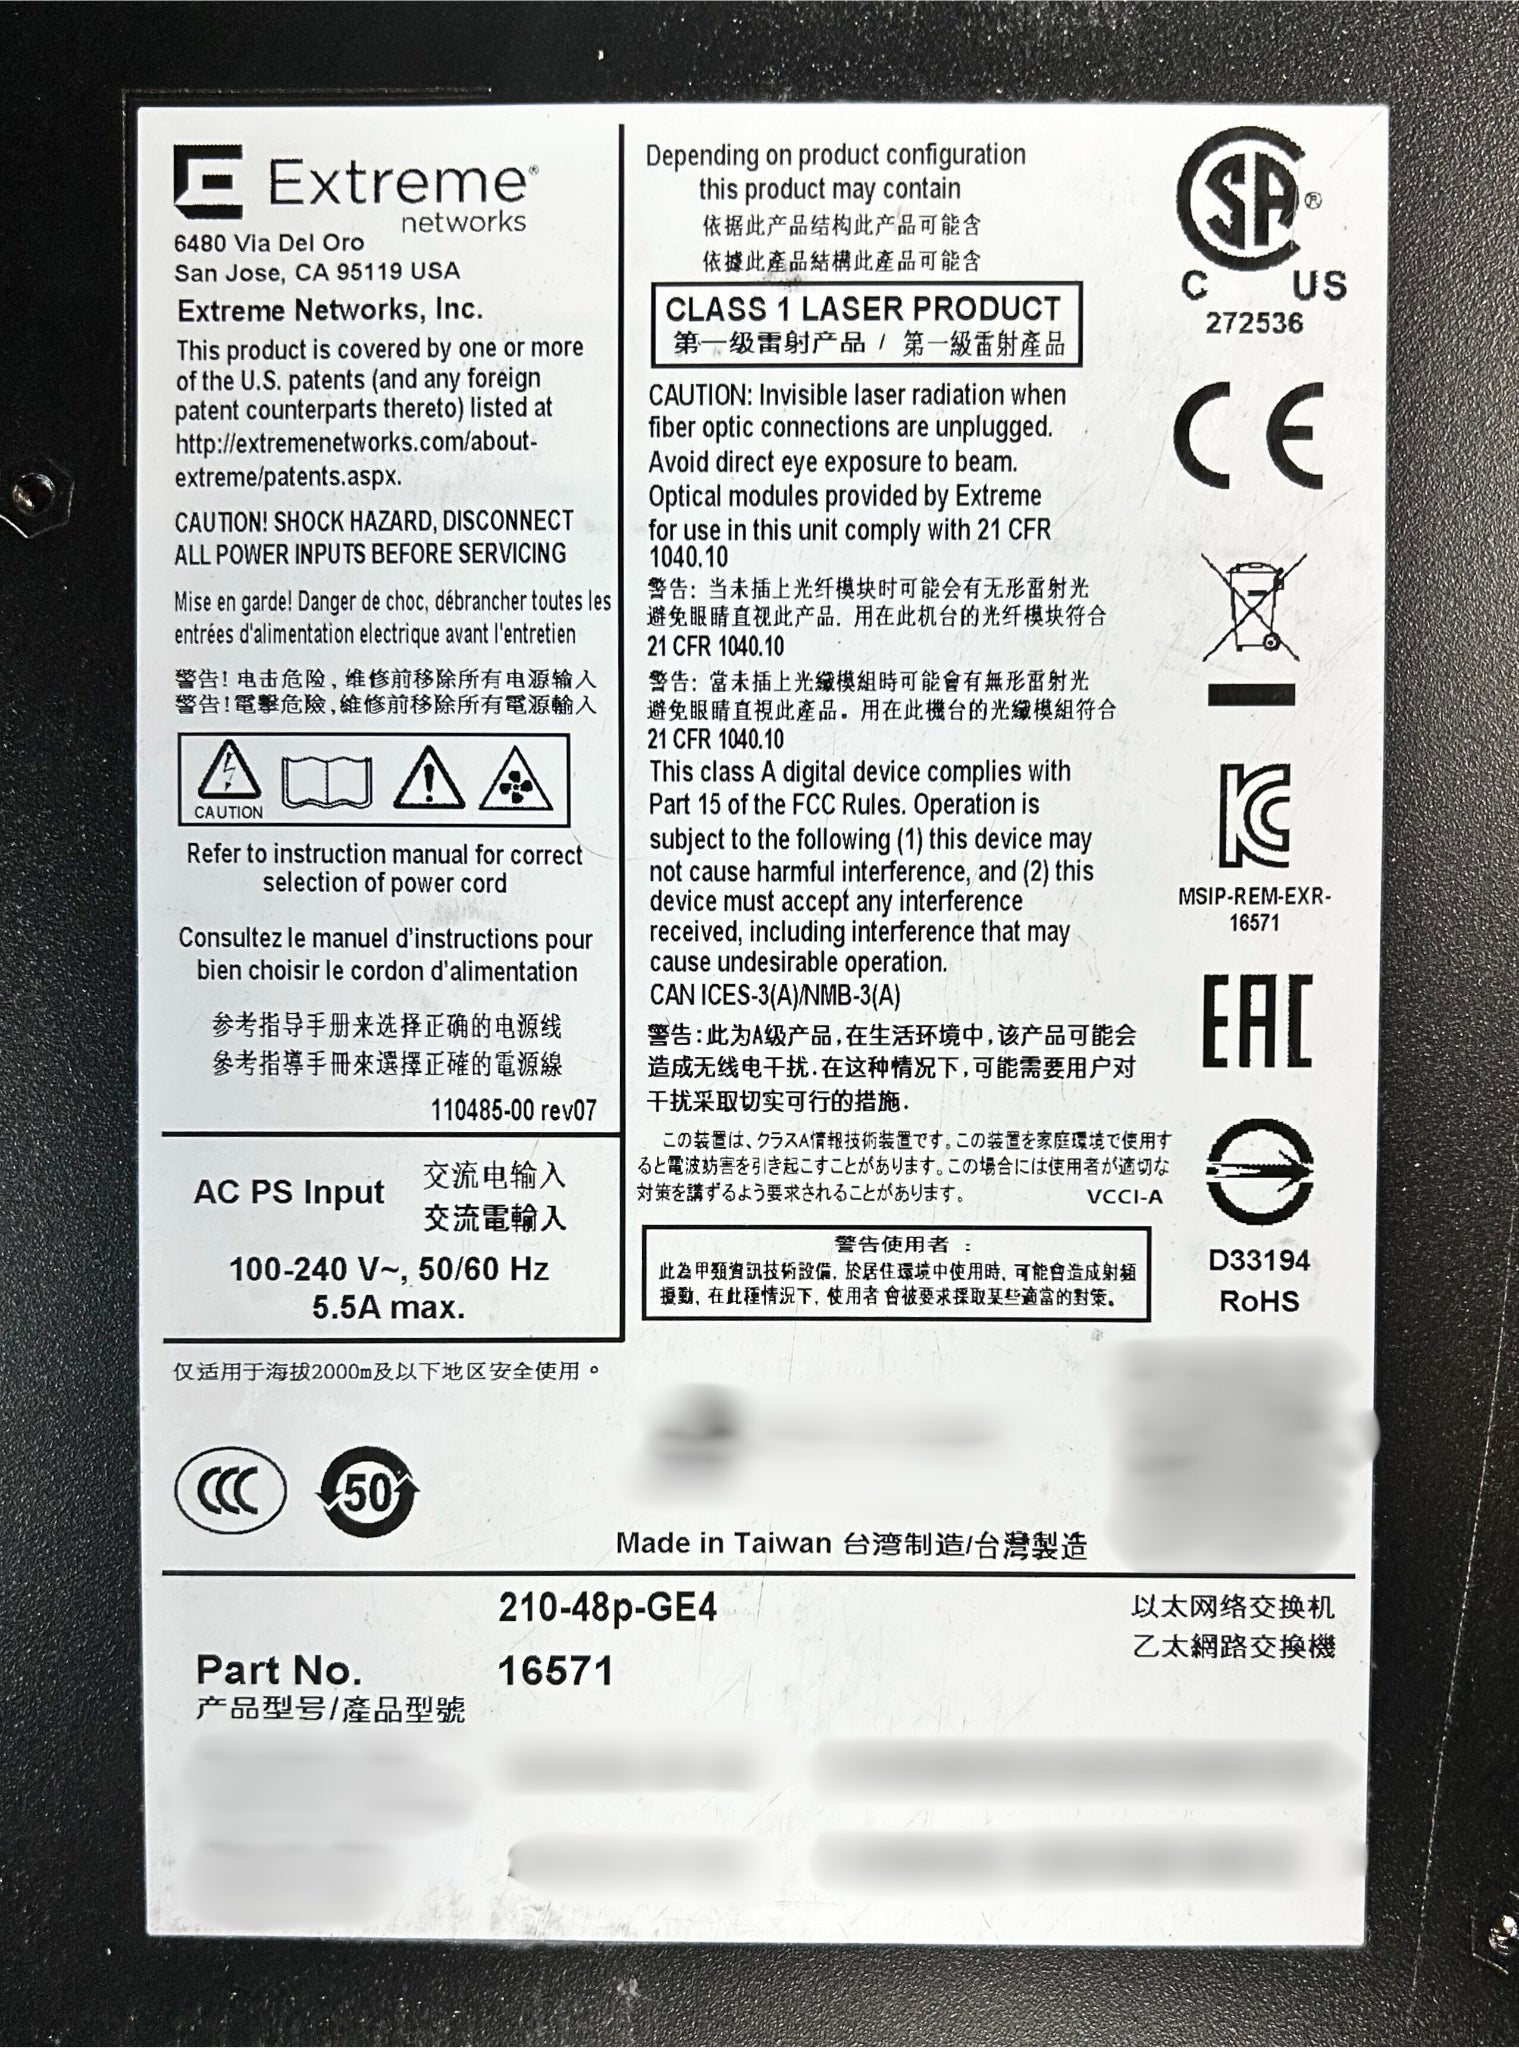 Extreme®
networks
6480 Via Del Oro
San Jose, CA 95119 USA
Extreme Networks, Inc.
This product is covered by one or more
of the U.S. patents (and any foreign
patent counterparts thereto) listed at
http://extremenetworks.com/about-
extreme/patents.aspx.
CAUTION! SHOCK HAZARD, DISCONNECT
ALL POWER INPUTS BEFORE SERVICING
Mise en garde! Danger de choc, débrancher toutes les
entrées d'alimentation electrique avant l'entretien
警告! 电击危险, 维修前移除所有电源输入
警告!電擊危險,維修前移除所有電源輸入
CAUTION
Refer to instruction manual for correct
selection of power cord
Consultez le manuel d'instructions pour
bien choisir le cordon d'alimentation
参考指导手册来选择正确的电源线
參考指導手冊來選擇正確的電源線
110485-00 rev07
AC PS Input
交流电输入
交流電輸入
100-240 V~, 50/60 Hz
5.5A max.
仅适用于海拔2000m及以下地区安全使用。
CCC
50
Depending on product configuration
this product may contain
依据此产品结构此产品可能含
依據此產品結構此產品可能含
CLASS 1 LASER PRODUCT
第一级雷射产品 / 第一級雷射產品
CAUTION: Invisible laser radiation when
fiber optic connections are unplugged.
Avoid direct eye exposure to beam.
Optical modules provided by Extreme
for use in this unit comply with 21 CFR
1040.10
警告: 当未插上光纤模块时可能会有无形雷射光
避免眼睛直视此产品. 用在此机台的光纤模块符合
21 CFR 1040.10
警告: 當未插上光纖模組時可能會有無形雷射光
避免眼睛直視此產品。用在此機台的光纖模組符合
21 CFR 1040.10
This class A digital device complies with
Part 15 of the FCC Rules. Operation is
subject to the following (1) this device may
not cause harmful interference, and (2) this
device must accept any interference
received, including interference that may
cause undesirable operation.
CAN ICES-3(A)/NMB-3(A)
警告:此为A级产品,在生活环境中,该产品可能会
造成无线电干扰.在这种情况下,可能需要用户对
干扰采取切实可行的措施.
この装置は、クラスA情報技術装置です。この装置を家庭環境で使用す
ると電波妨害を引き起こすことがあります。この場合には使用者が適切な
対策を講ずるよう要求されることがあります。 VCCI-A
警告使用者 :
此為甲類資訊技術設備, 於居住環境中使用時, 可能會造成射頻
擾動, 在此種情況下, 使用者會被要求採取某些適當的對策。
SA®
C US
272536
CE
KC
MSIP-REM-EXR-
16571
EAC
D33194
RoHS
Made in Taiwan 台湾制造/台灣製造
210-48p-GE4
以太网络交换机
乙太網路交換機
Part No. 16571
产品型号/產品型號